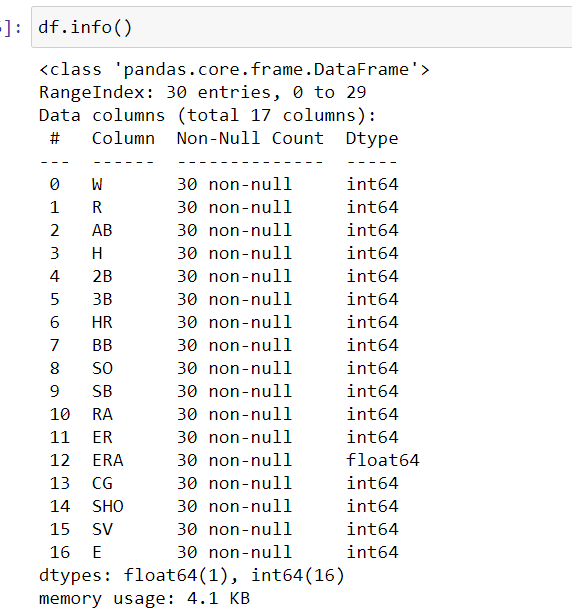 ]: df.info()
<class 'pandas.core.frame.DataFrame'>
RangeIndex: 30 entries, 0 to 29
Data columns (total 17 columns):
 #   Column  Non-Null Count  Dtype
---  ------  --------------  -----
 0   W       30 non-null     int64
 1   R       30 non-null     int64
 2   AB      30 non-null     int64
 3   H       30 non-null     int64
 4   2B      30 non-null     int64
 5   3B      30 non-null     int64
 6   HR      30 non-null     int64
 7   BB      30 non-null     int64
 8   SO      30 non-null     int64
 9   SB      30 non-null     int64
 10  RA      30 non-null     int64
 11  ER      30 non-null     int64
 12  ERA     30 non-null     float64
 13  CG      30 non-null     int64
 14  SHO     30 non-null     int64
 15  SV      30 non-null     int64
 16  E       30 non-null     int64
dtypes: float64(1), int64(16)
memory usage: 4.1 KB